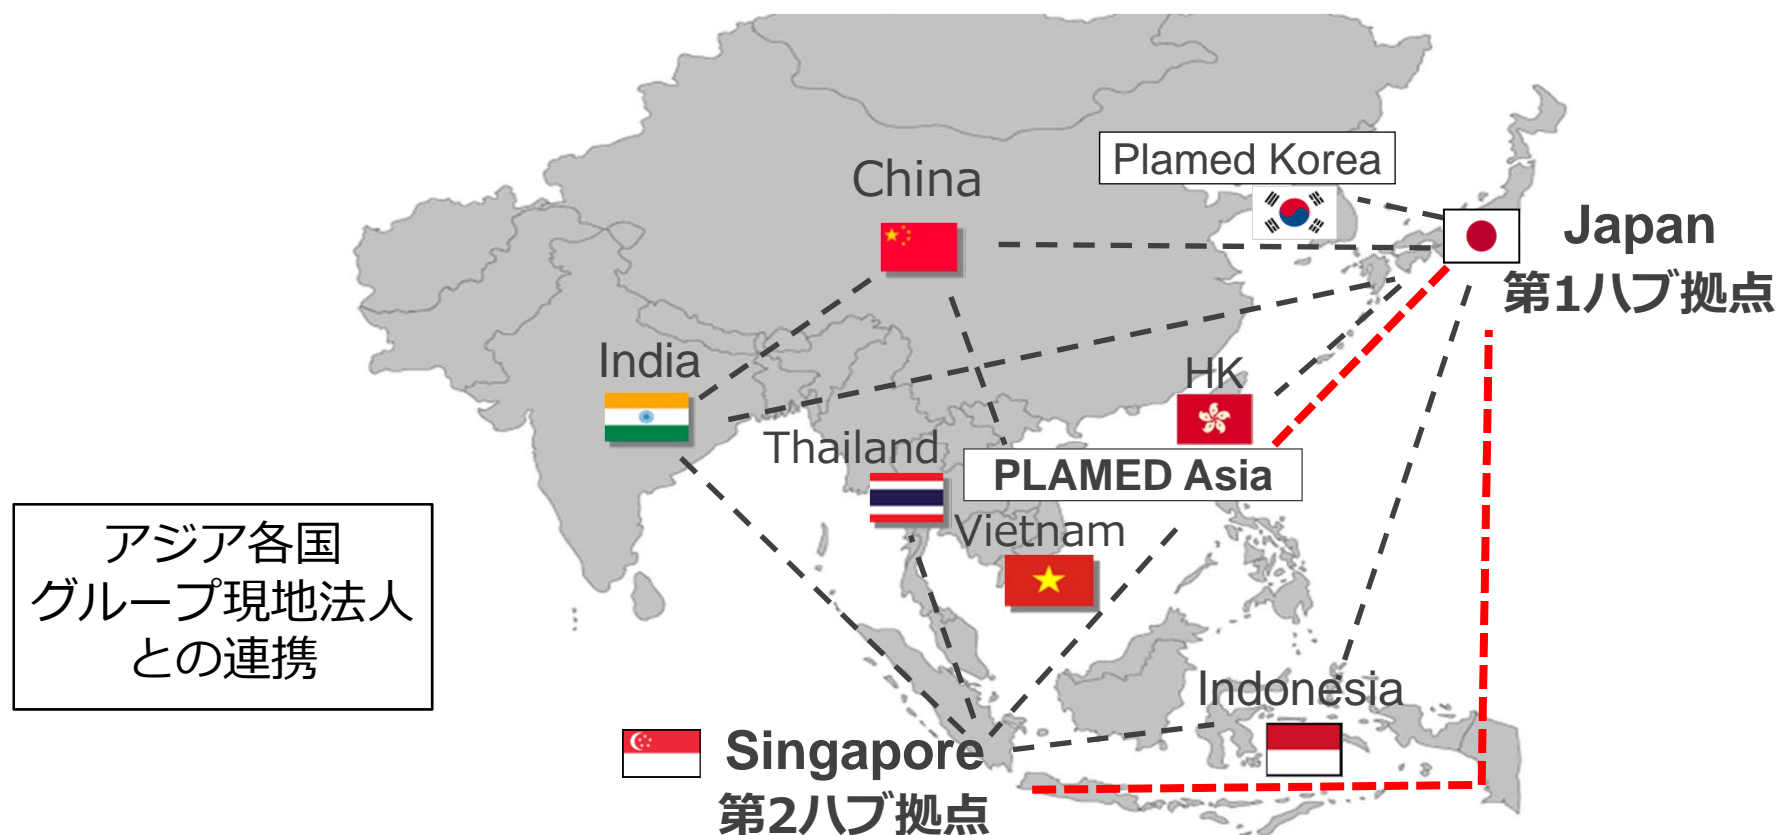 Plamed Korea
China
Japan
第1ハブ拠点
India
HK
Thailand
PLAMED Asia
Vietnam
アジア各国
グループ現地法人
との連携
Indonesia
Singapore
第2ハブ拠点